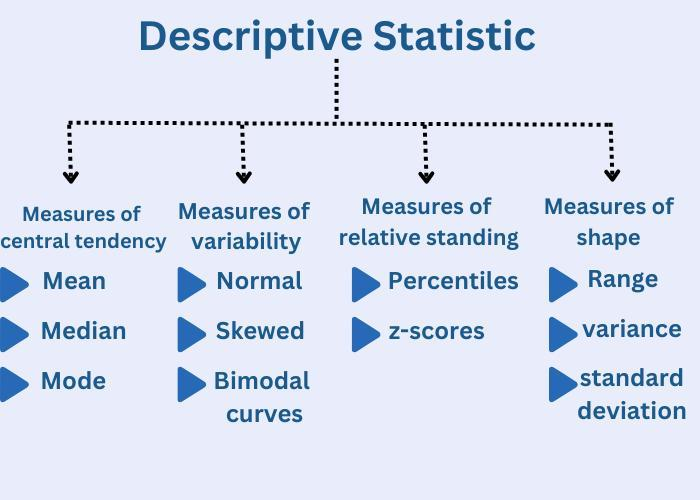 Descriptive Statistic
Measures of
central tendency
Mean
Median
Mode
Measures of
variability
Normal
Skewed
Bimodal
curves
Measures of
relative standing
Percentiles
z-scores
Measures of
shape
Range
variance
standard
deviation